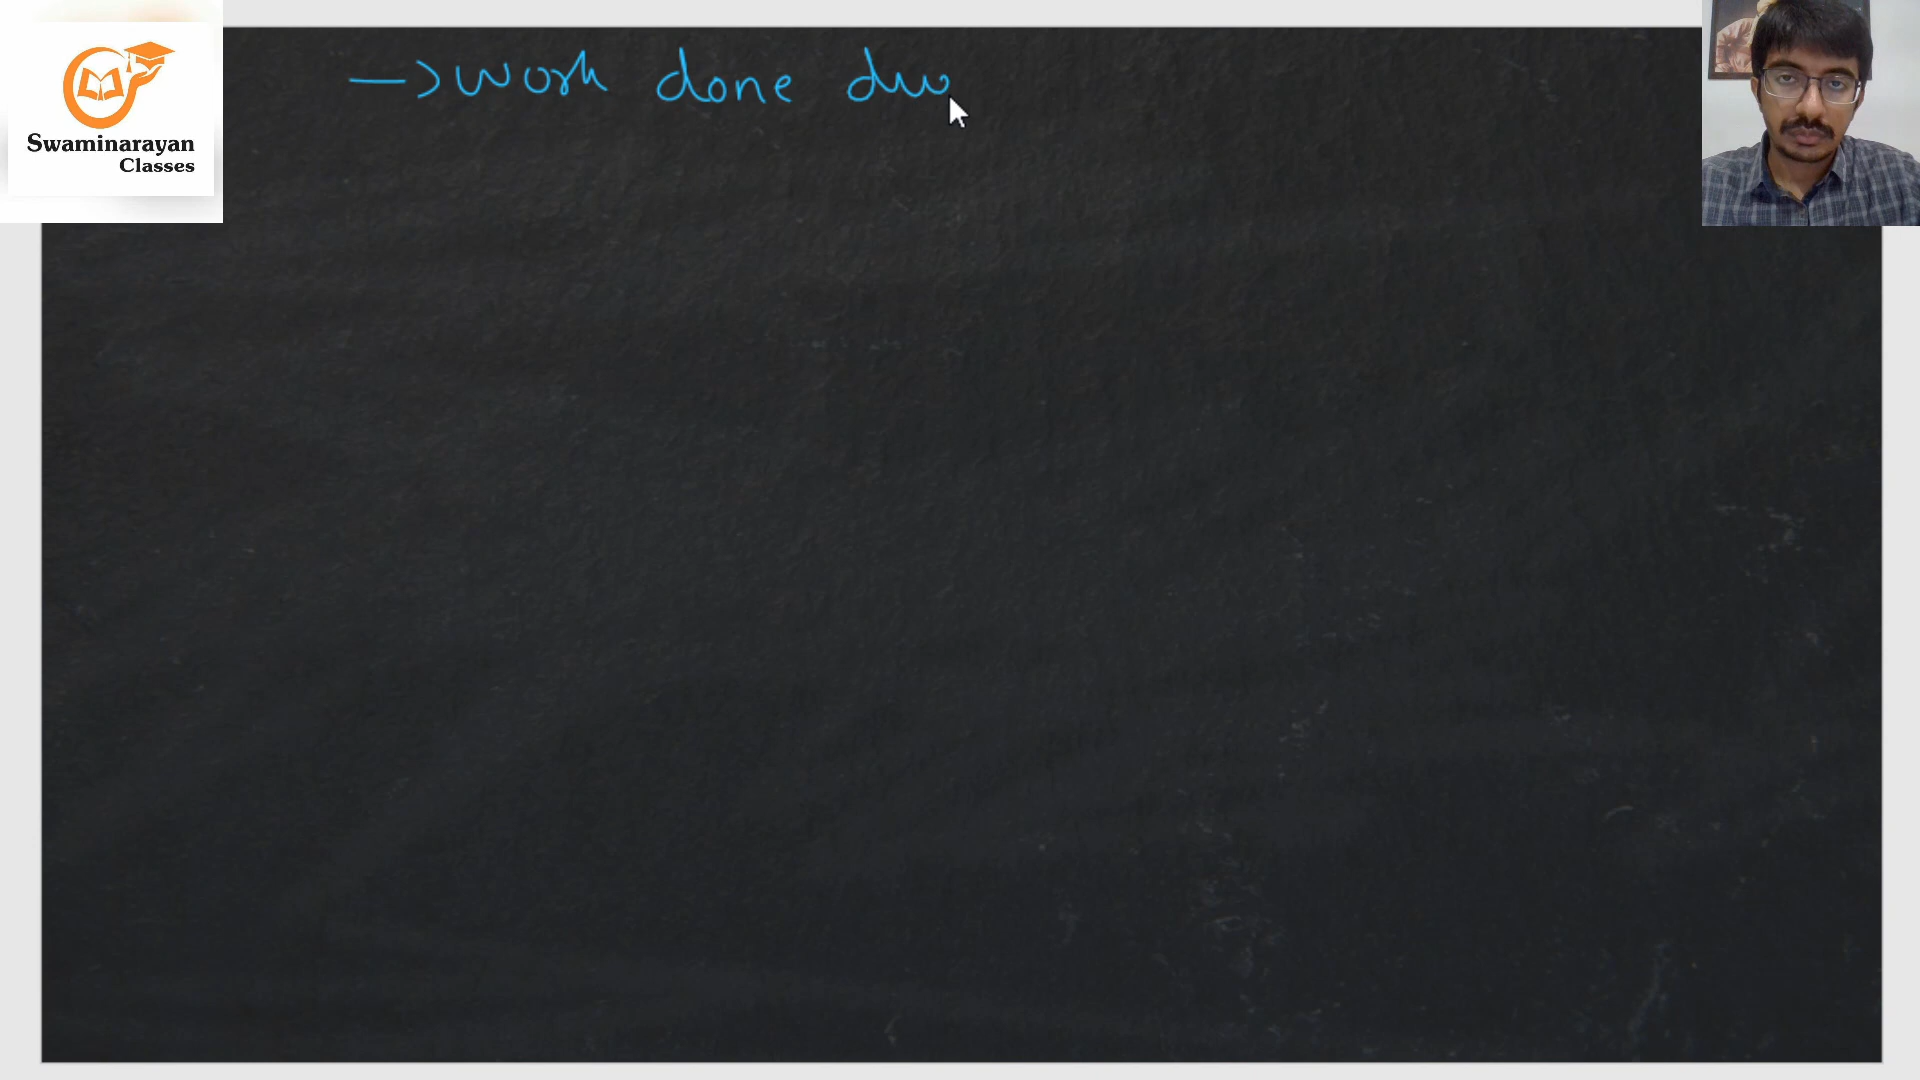 Swaminarayan
Classes
→ work done du